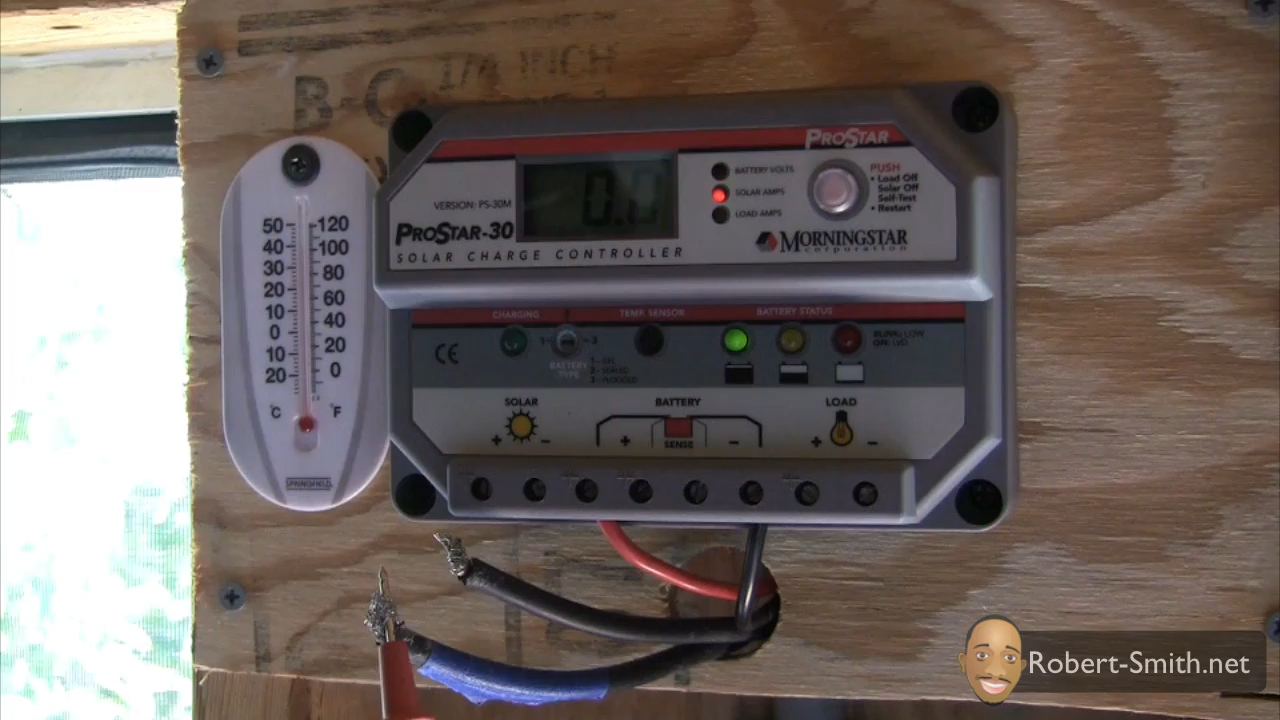 1/4 INCH
B-C
PROSTAR
BATTERY VOLTS
SOLAR AMPS
LOAD AMPS
PUSH
• Load Off
Solar Off
Self-Test
• Restart
VERSION: PS-30M
0.0
PROSTAR-30
MORNINGSTAR
corporation
SOLAR CHARGE CONTROLLER
50 120
40 100
30 80
20 60
10 40
0 20
10 0
20
°C °F
SPRINGFIELD
CHARGING
TEMP. SENSOR
BATTERY STATUS
CE
1 3
BATTERY
TYPE
1 - GEL
2 - SEALED
3 - FLOODED
BLINK: LOW
ON: LVD
SOLAR
BATTERY
LOAD
+ -
+ SENSE -
+ -
Robert-Smith.net